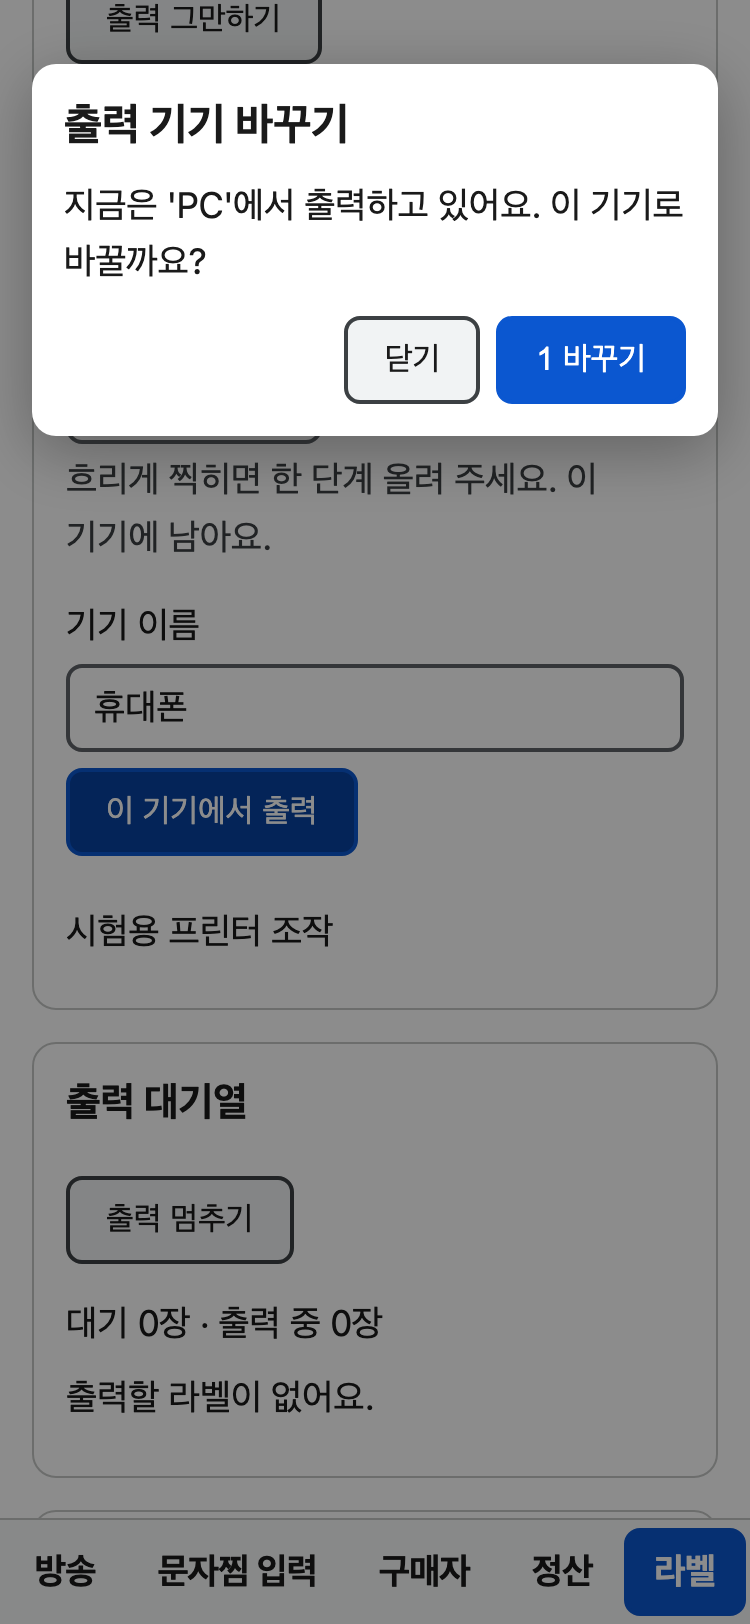 출력 그만하기
출력 기기 바꾸기
지금은 'PC'에서 출력하고 있어요. 이 기기로
바꿀까요?
닫기
1 바꾸기
흐리게 찍히면 한 단계 올려 주세요. 이
기기에 남아요.
기기 이름
휴대폰
이 기기에서 출력
시험용 프린터 조작
출력 대기열
출력 멈추기
대기 0장 · 출력 중 0장
출력할 라벨이 없어요.
방송
문자찜 입력
구매자
정산
라벨